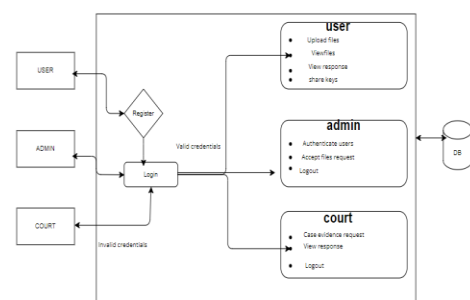 user
Upload files
Viewfiles
View response
share keys
USER
Register
admin
Authenticate users
Accept files request
Logout
Valid credentials
ADMIN
Login
DB
COURT
Invalid credentials
court
Case evidence request
View response
Logout